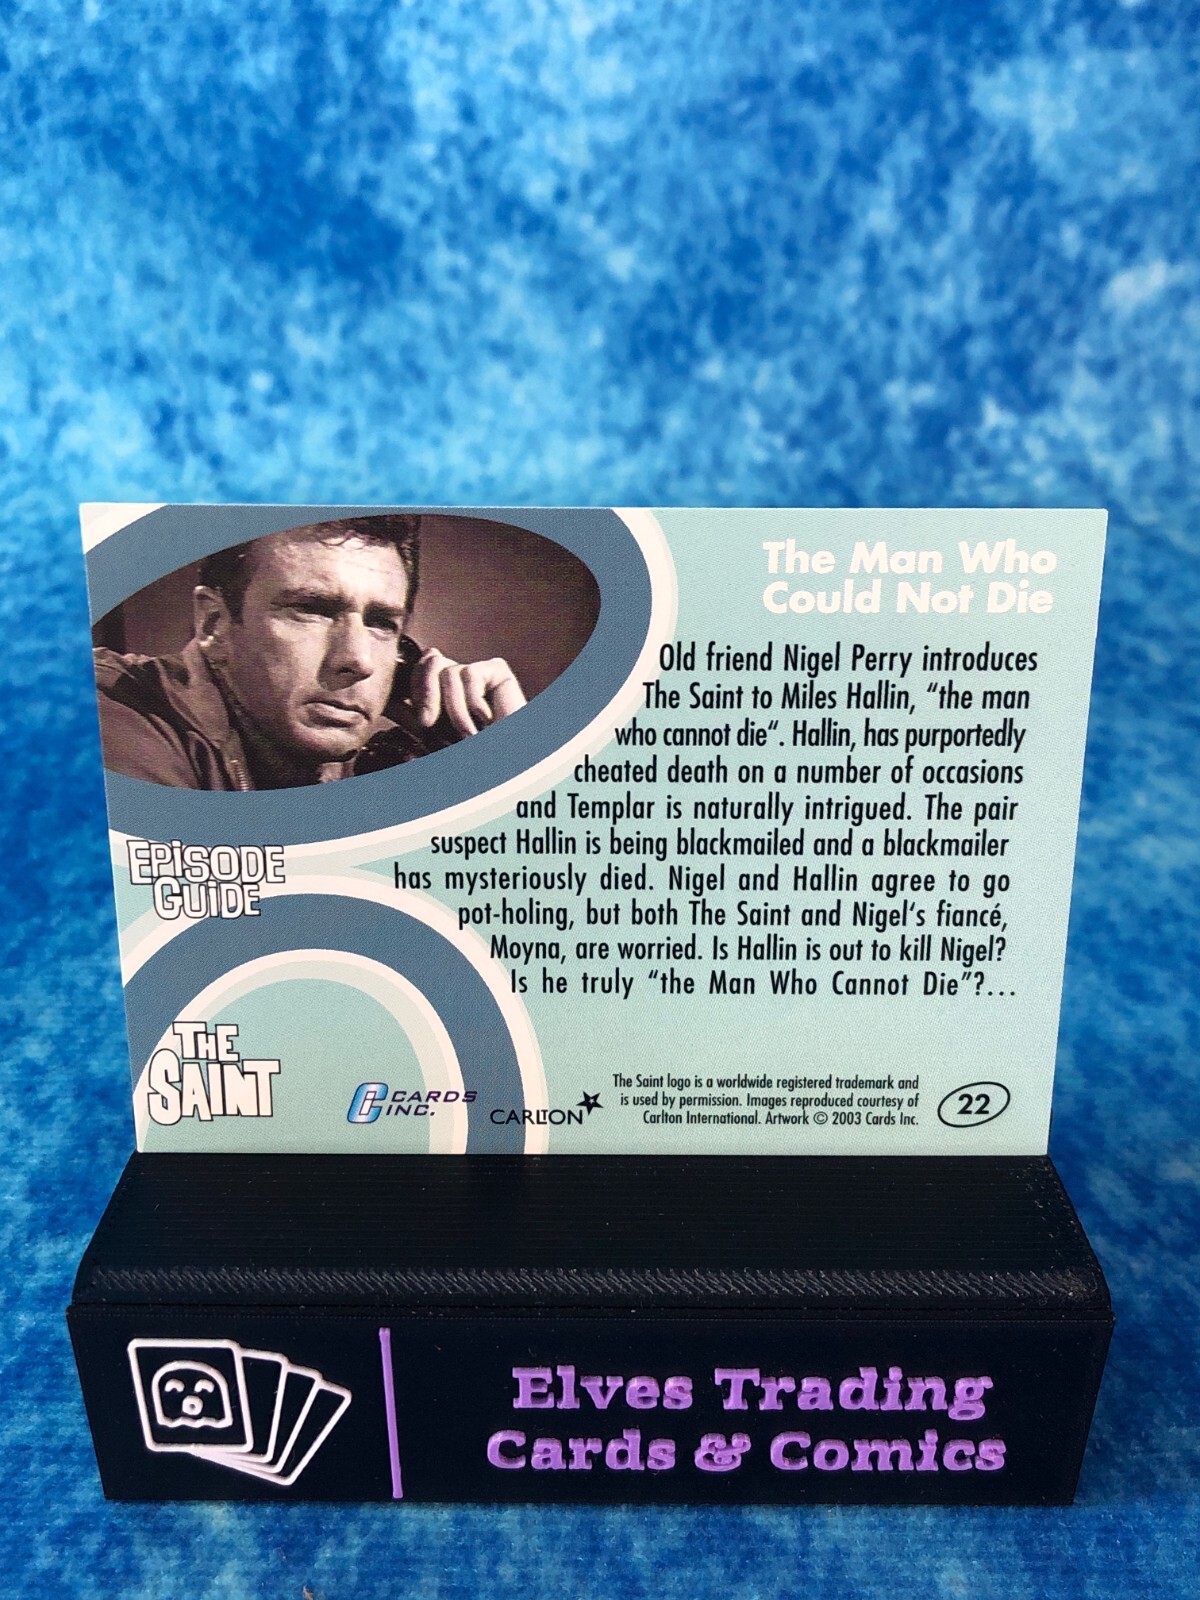 The Man Who
Could Not Die
Old friend Nigel Perry introduces
The Saint to Miles Hallin, “the man
who cannot die“. Hallin, has purportedly
cheated death on a number of occasions
and Templar is naturally intrigued. The pair
suspect Hallin is being blackmailed and a blackmailer
has mysteriously died. Nigel and Hallin agree to go
pot-holing, but both The Saint and Nigel‘s fiancé,
Moyna, are worried. Is Hallin is out to kill Nigel?
Is he truly “the Man Who Cannot Die”?...
EPiSODE
GUiDE
THE
SAINT
CARDS
INC.
CARLTON
The Saint logo is a worldwide registered trademark and
is used by permission. Images reproduced courtesy of
Carlton International. Artwork © 2003 Cards Inc.
22
Elves Trading
Cards & Comics